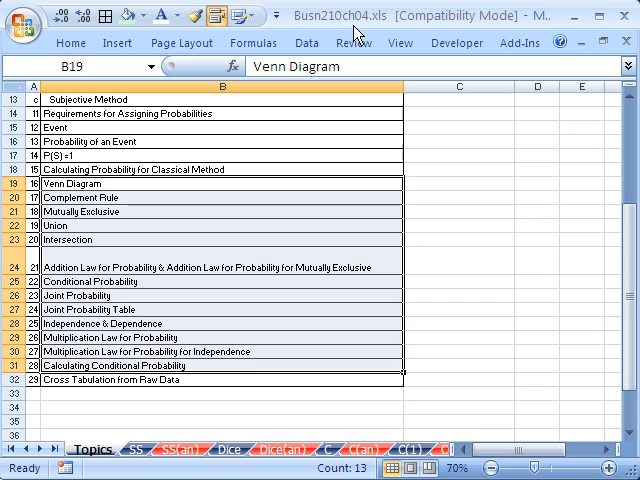 Busn210ch04.xls [Compatibility Mode] - M..
Home Insert Page Layout Formulas Data Review View Developer Add-Ins
B19 fx Venn Diagram
A B C D E
13 c Subjective Method
14 11 Requirements for Assigning Probabilities
15 12 Event
16 13 Probability of an Event
17 14 P(S) =1
18 15 Calculating Probability for Classical Method
19 16 Venn Diagram
20 17 Complement Rule
21 18 Mutually Exclusive
22 19 Union
23 20 Intersection
24 21 Addition Law for Probability & Addition Law for Probability for Mutually Exclusive
25 22 Conditional Probability
26 23 Joint Probability
27 24 Joint Probability Table
28 25 Independence & Dependence
29 26 Multiplication Law for Probability
30 27 Multiplication Law for Probability for Independence
31 28 Calculating Conditional Probability
32 29 Cross Tabulation from Raw Data
33
34
35
36
Topics SS SS(an) Dice Dice(an) C C(an) C(1) C
Ready Count: 13 70%